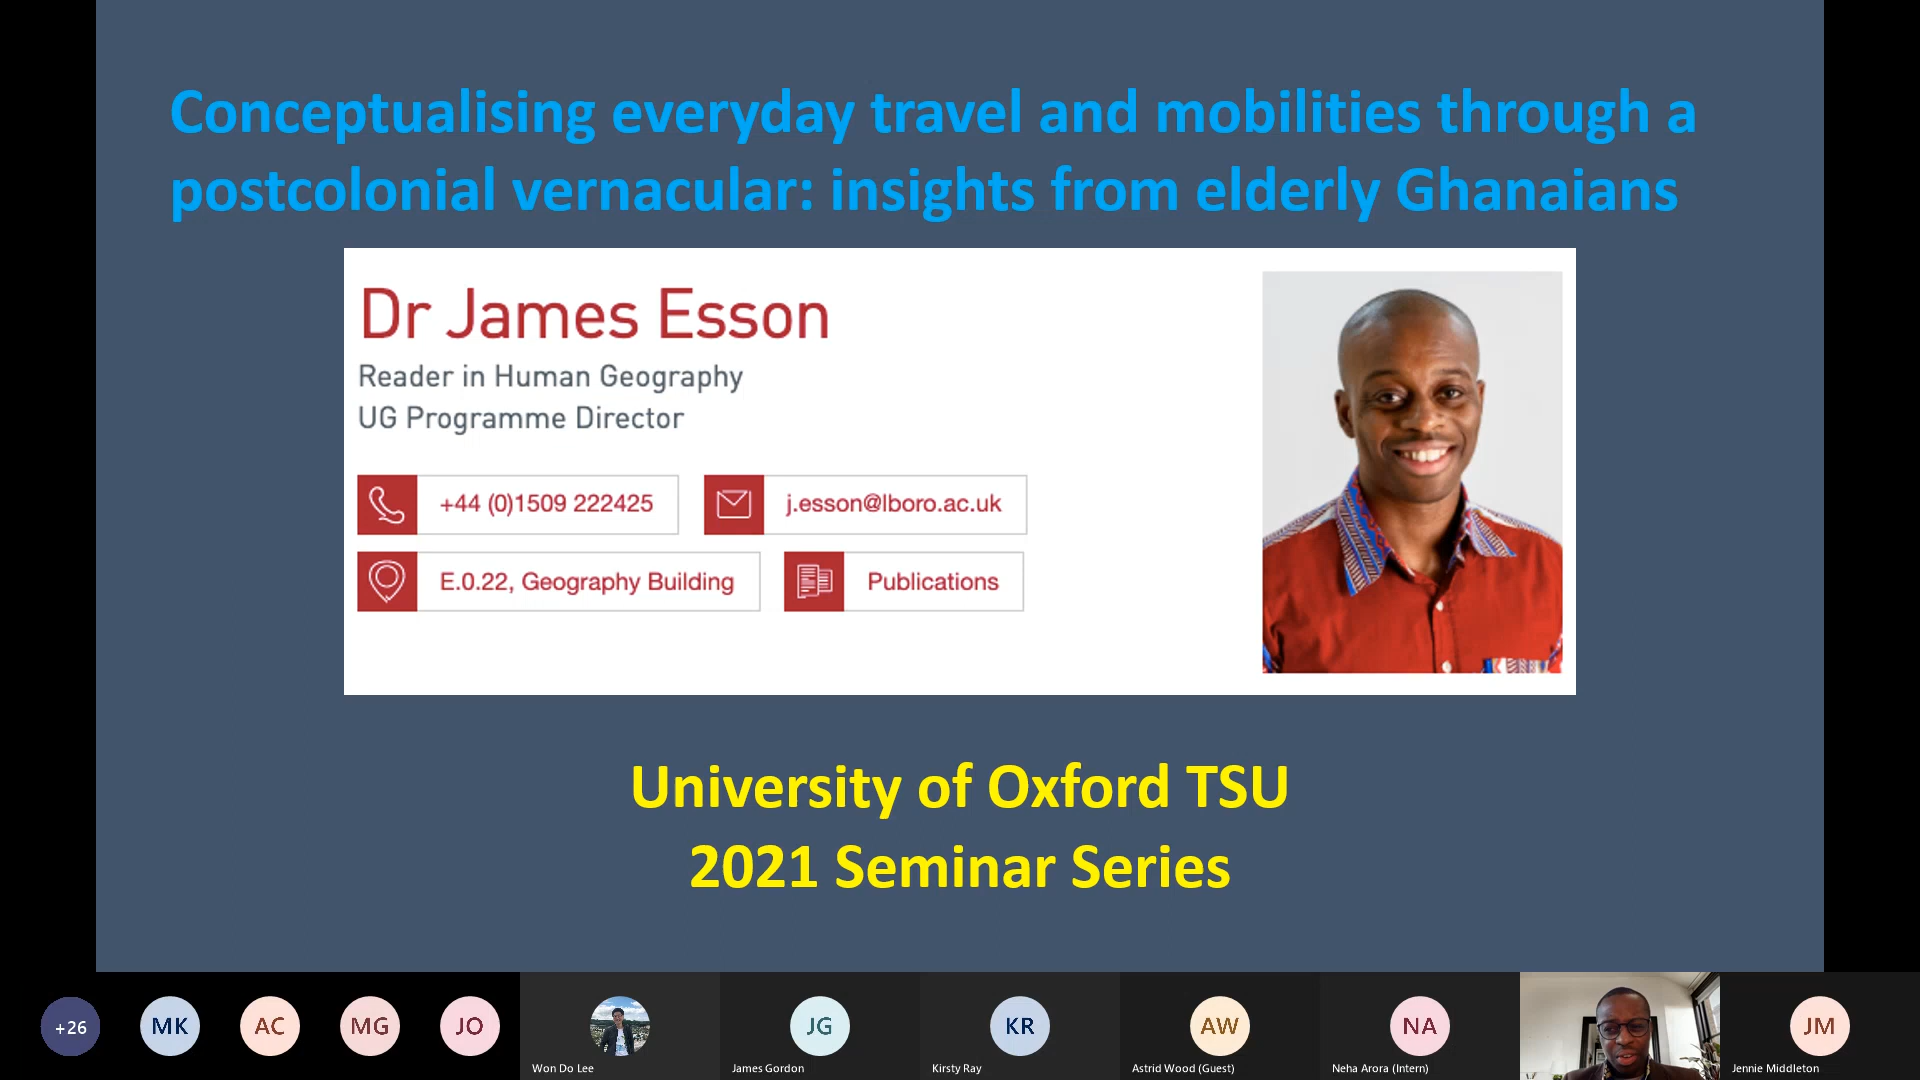 Conceptualising everyday travel and mobilities through a
postcolonial vernacular: insights from elderly Ghanaians
Dr James Esson
Reader in Human Geography
UG Programme Director
+44 (0)1509 222425
j.esson@lboro.ac.uk
E.0.22, Geography Building
Publications
University of Oxford TSU
2021 Seminar Series
+26
MK
AC
MG
JO
Won Do Lee
JG
James Gordon
KR
Kirsty Ray
AW
Astrid Wood (Guest)
NA
Neha Arora (Intern)
JM
Jennie Middleton